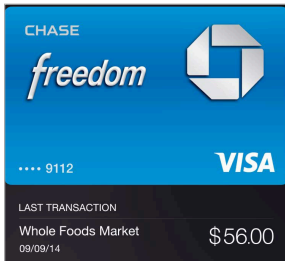 CHASE
freedom
•••• 9112
VISA
LAST TRANSACTION
Whole Foods Market
$56.00
09/09/14